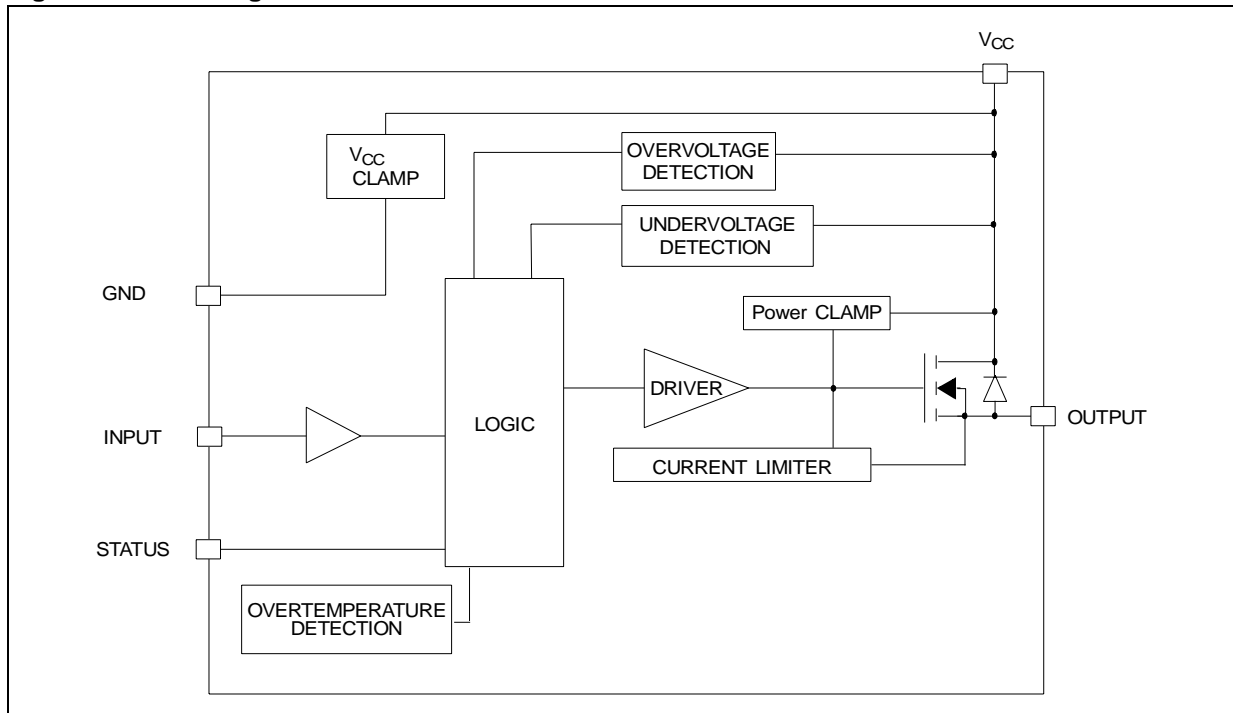 VCC
VCC
CLAMP
OVERVOLTAGE
DETECTION
UNDERVOLTAGE
DETECTION
GND
Power CLAMP
DRIVER
LOGIC
INPUT
OUTPUT
CURRENT LIMITER
STATUS
OVERTEMPERATURE
DETECTION